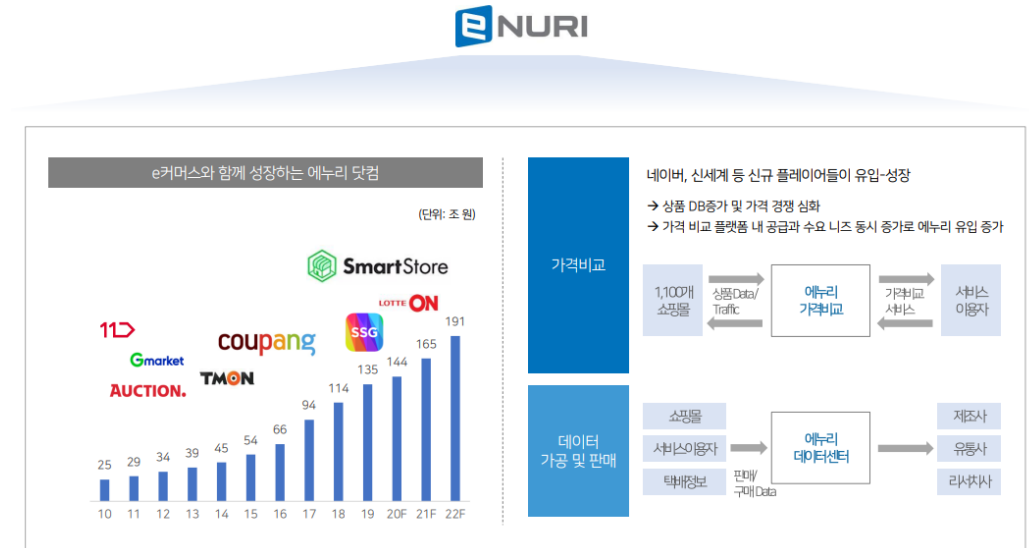 eNURI
e커머스와 함께 성장하는 에누리 닷컴
(단위: 조 원)
SmartStore
LOTTE ON
11
SSG
coupang
Gmarket
TMON
AUCTION.
25 29 34 39 45 54 66 94 114 135 144 165 191
10 11 12 13 14 15 16 17 18 19 20F 21F 22F
가격비교
네이버, 신세계 등 신규 플레이어들이 유입-성장
→ 상품 DB증가 및 가격 경쟁 심화
→ 가격 비교 플랫폼 내 공급과 수요 니즈 동시 증가로 에누리 유입 증가
1,100개
쇼핑몰
상품Data/
Traffic
에누리
가격비교
가격비교
서비스
서비스
이용자
데이터
가공 및 판매
쇼핑몰
서비스이용자
택배정보
판매/
구매 Data
에누리
데이터센터
제조사
유통사
리서치사